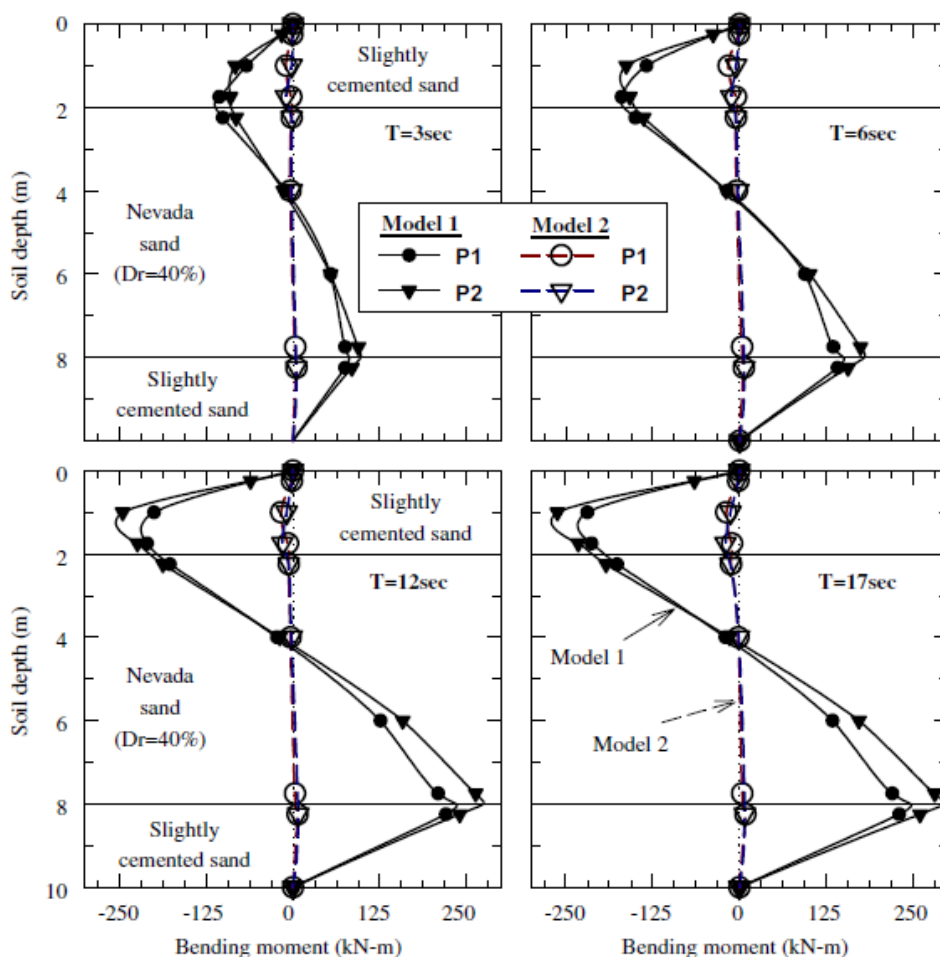 0
2
4
6
8
Soil depth (m)
Slightly
cemented sand
T=3sec
Nevada
sand
(Dr=40%)
Slightly
cemented sand
Slightly
cemented sand
T=6sec
Model 1 Model 2
P1 P1
P2 P2
0
2
4
6
8
10
Soil depth (m)
Slightly
cemented sand
T=12sec
Nevada
sand
(Dr=40%)
Slightly
cemented sand
-250 -125 0 125 250
Bending moment (kN-m)
T=17sec
Model 1
Model 2
-250 -125 0 125 250
Bending moment (kN-m)